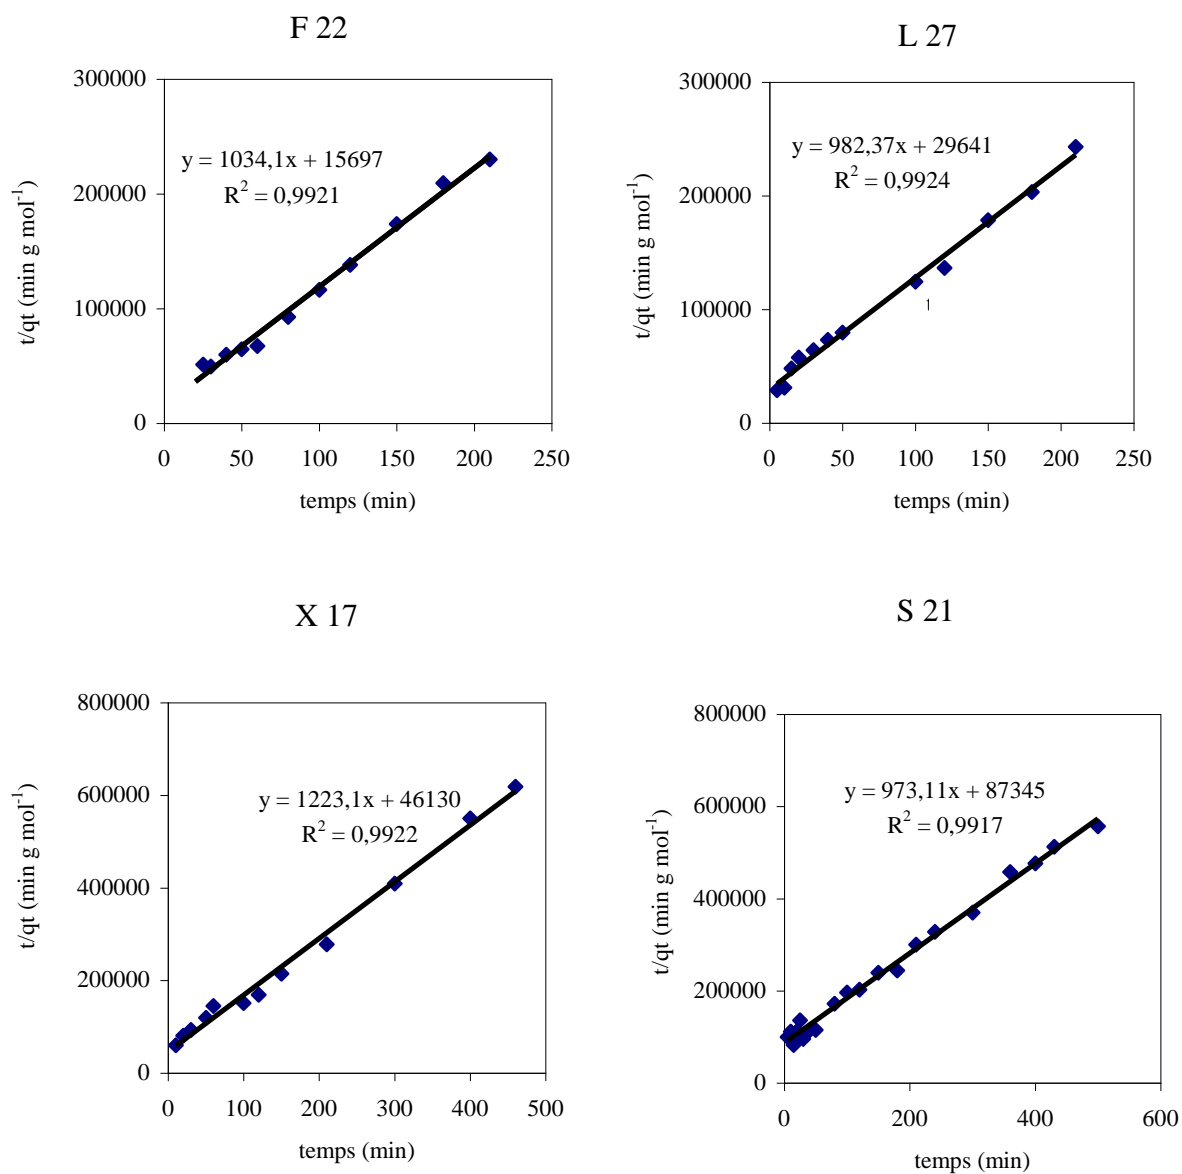 F 22
300000
y = 1034,1x + 15697
R² = 0,9921
200000
100000
0
0 50 100 150 200 250
t/qt (min g mol⁻¹)
temps (min)
L 27
300000
y = 982,37x + 29641
R² = 0,9924
200000
100000
1
0
0 50 100 150 200 250
t/qt (min g mol⁻¹)
temps (min)
X 17
800000
600000
y = 1223,1x + 46130
R² = 0,9922
400000
200000
0
0 100 200 300 400 500
t/qt (min g mol⁻¹)
temps (min)
S 21
800000
600000
y = 973,11x + 87345
R² = 0,9917
400000
200000
0
0 200 400 600
t/qt (min g mol⁻¹)
temps (min)